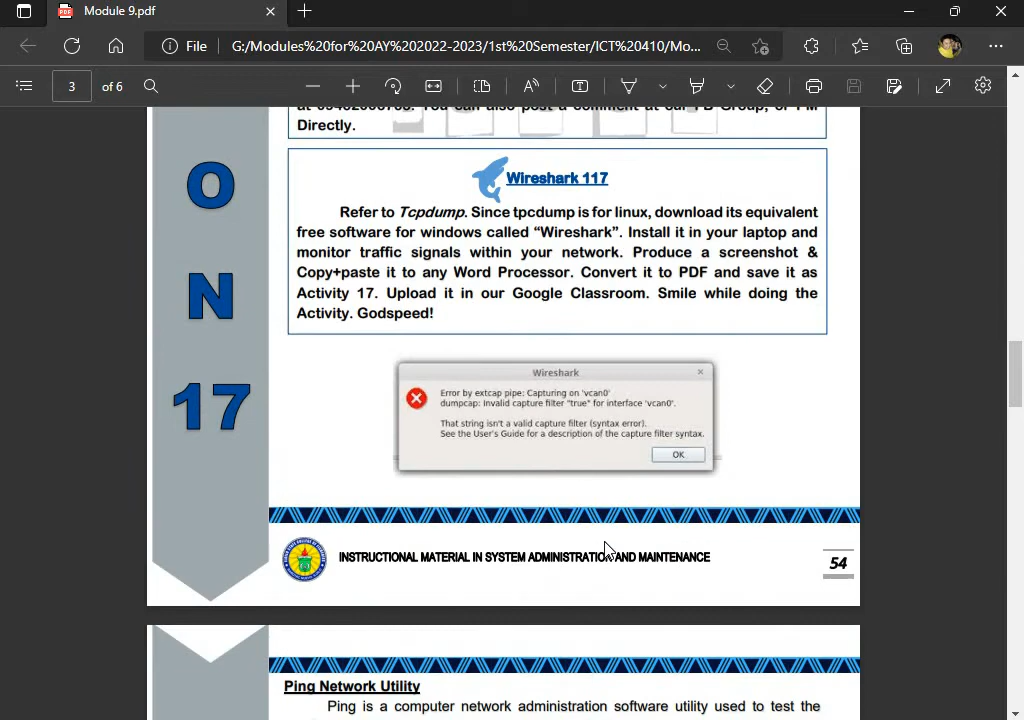 Module 9.pdf
File
G:/Modules%20for%20AY%202022-2023/1st%20Semester/ICT%20410/Mo...
3 of 6
Directly.
O
N
17
Wireshark 117
Refer to Tcpdump. Since tpcdump is for linux, download its equivalent
free software for windows called “Wireshark”. Install it in your laptop and
monitor traffic signals within your network. Produce a screenshot &
Copy+paste it to any Word Processor. Convert it to PDF and save it as
Activity 17. Upload it in our Google Classroom. Smile while doing the
Activity. Godspeed!
Wireshark
Error by extcap pipe: Capturing on 'vcan0'
dumpcap: Invalid capture filter "true" for interface 'vcan0'.
That string isn't a valid capture filter (syntax error).
See the User's Guide for a description of the capture filter syntax.
OK
INSTRUCTIONAL MATERIAL IN SYSTEM ADMINISTRATION AND MAINTENANCE
54
Ping Network Utility
Ping is a computer network administration software utility used to test the